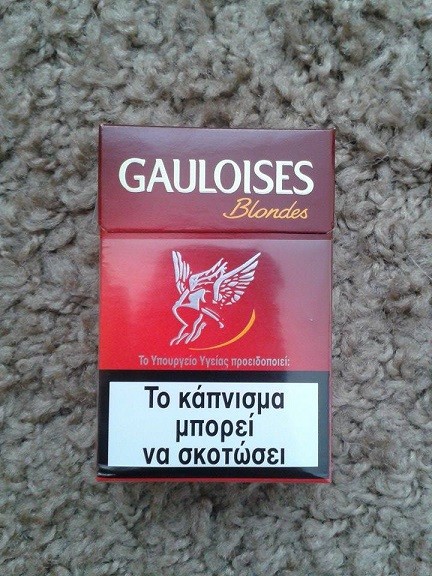 GAULOISES
Blondes
Το Υπουργείο Υγείας προειδοποιεί:
Το κάπνισμα
μπορεί
να σκοτώσει